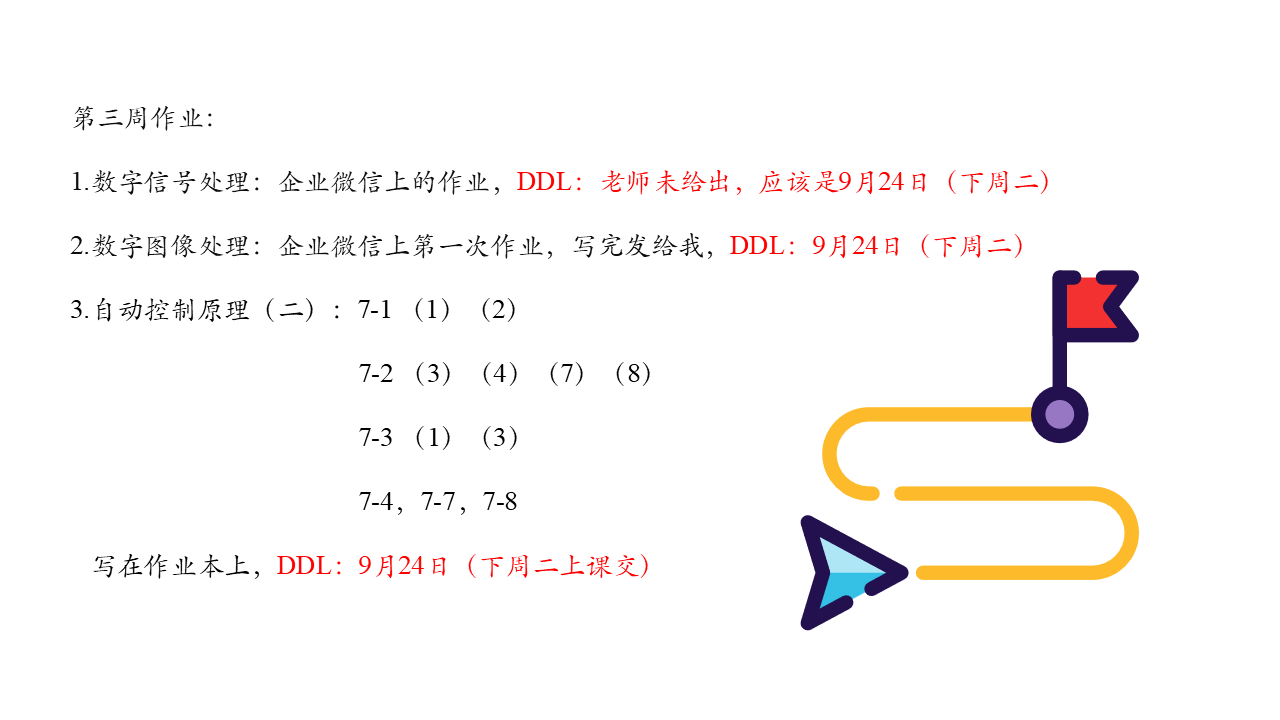 第三周作业：
1.数字信号处理：企业微信上的作业，DDL：老师未给出，应该是9月24日（下周二）
2.数字图像处理：企业微信上第一次作业，写完发给我，DDL：9月24日（下周二）
3.自动控制原理（二）：7-1（1）（2）
7-2（3）（4）（7）（8）
7-3（1）（3）
7-4，7-7，7-8
写在作业本上，DDL：9月24日（下周二上课交）